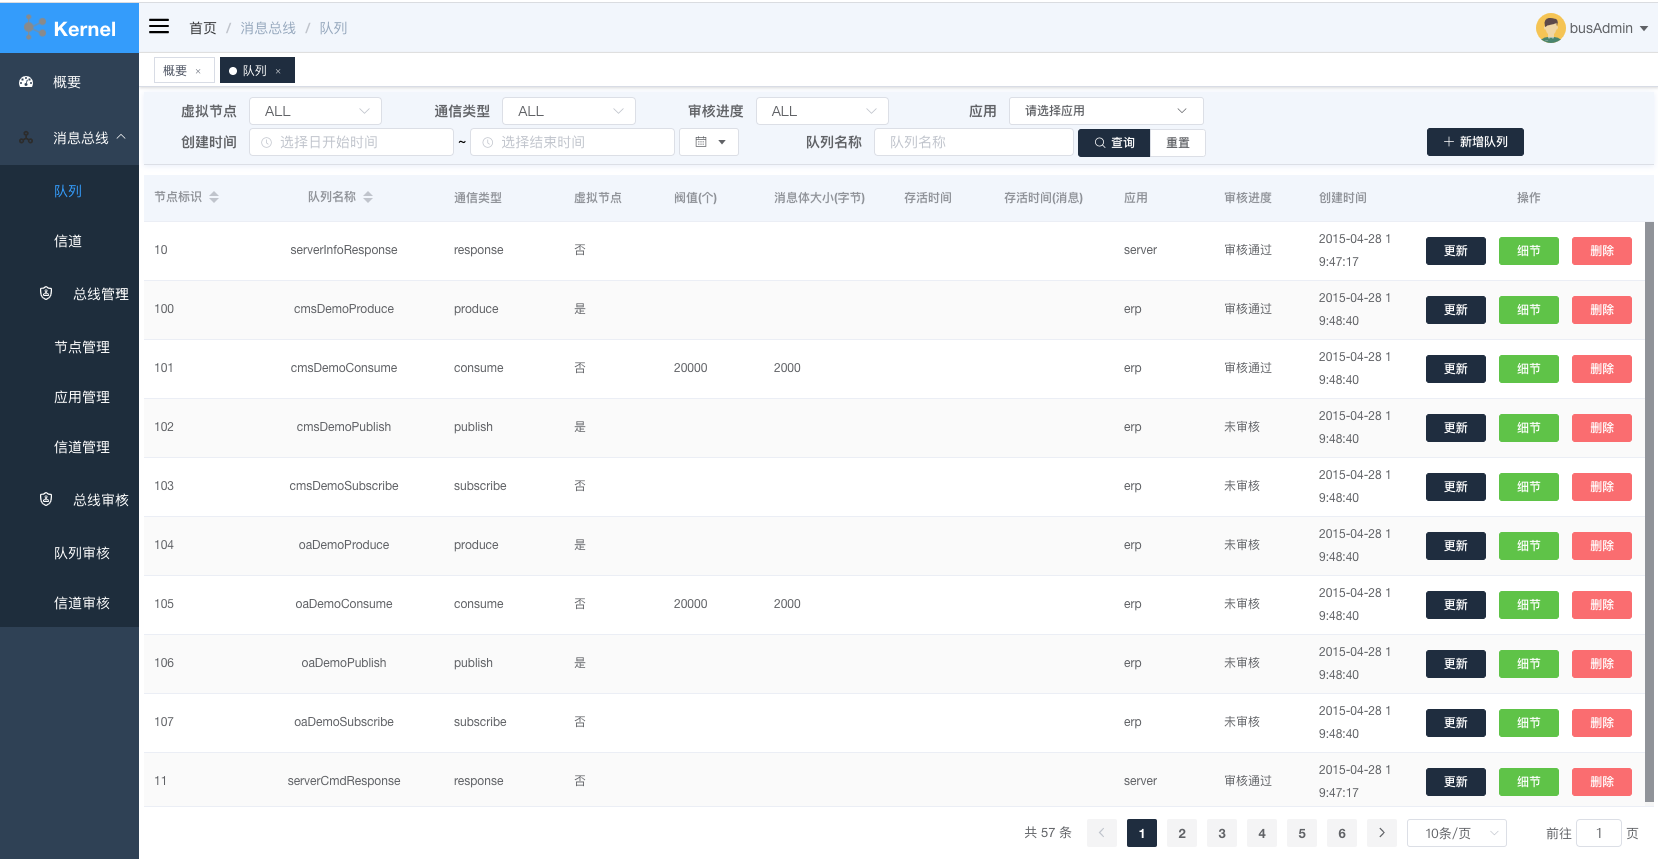 Kernel
首页 / 消息总线 / 队列
busAdmin
概要 ×
队列 ×
概要
消息总线
队列
信道
总线管理
节点管理
应用管理
信道管理
总线审核
队列审核
信道审核
虚拟节点 ALL 通信类型 ALL 审核进度 ALL 应用 请选择应用
创建时间 选择日开始时间 ~ 选择结束时间 队列名称 队列名称 查询 重置 新增队列
节点标识 队列名称 通信类型 虚拟节点 阀值(个) 消息体大小(字节) 存活时间 存活时间(消息) 应用 审核进度 创建时间 操作
10 serverInfoResponse response 否 server 审核通过 2015-04-28 1
9:47:17 更新 细节 删除
100 cmsDemoProduce produce 是 erp 审核通过 2015-04-28 1
9:48:40 更新 细节 删除
101 cmsDemoConsume consume 否 20000 2000 erp 审核通过 2015-04-28 1
9:48:40 更新 细节 删除
102 cmsDemoPublish publish 是 erp 未审核 2015-04-28 1
9:48:40 更新 细节 删除
103 cmsDemoSubscribe subscribe 否 erp 未审核 2015-04-28 1
9:48:40 更新 细节 删除
104 oaDemoProduce produce 是 erp 未审核 2015-04-28 1
9:48:40 更新 细节 删除
105 oaDemoConsume consume 否 20000 2000 erp 未审核 2015-04-28 1
9:48:40 更新 细节 删除
106 oaDemoPublish publish 是 erp 未审核 2015-04-28 1
9:48:40 更新 细节 删除
107 oaDemoSubscribe subscribe 否 erp 未审核 2015-04-28 1
9:48:40 更新 细节 删除
11 serverCmdResponse response 否 server 审核通过 2015-04-28 1
9:47:17 更新 细节 删除
共 57 条 1 2 3 4 5 6 10条/页 前往 1 页